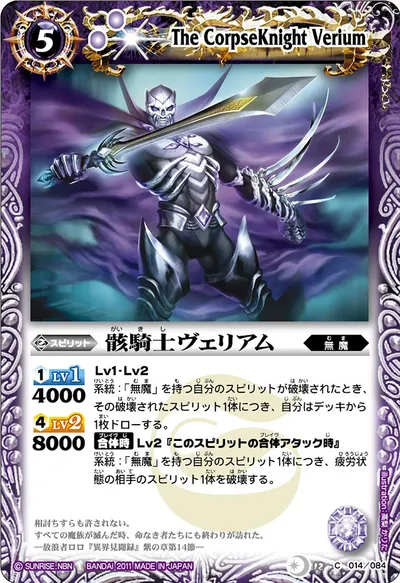 5
The CorpseKnight Verium
スピリット
骸騎士ヴェリアム
無魔
1 LV1
4000
4 LV2
8000
Lv1・Lv2
系統：「無魔」を持つ自分のスピリットが破壊されたとき、
その破壊されたスピリット1体につき、自分はデッキから
1枚ドローする。
合体時 Lv2『このスピリットの合体アタック時』
系統：「無魔」を持つ自分のスピリット1体につき、疲労状
態の相手のスピリット1体を破壊する。
相討ちすらも許されない。
すべての魔族が滅んだ時、命なき者たちにも終わりが訪れた。
―放浪者ロロ『異界見聞録』紫の章第14節―
©SUNRISE・NBN BANDAI 2011 MADE IN JAPAN
C 014 / 084